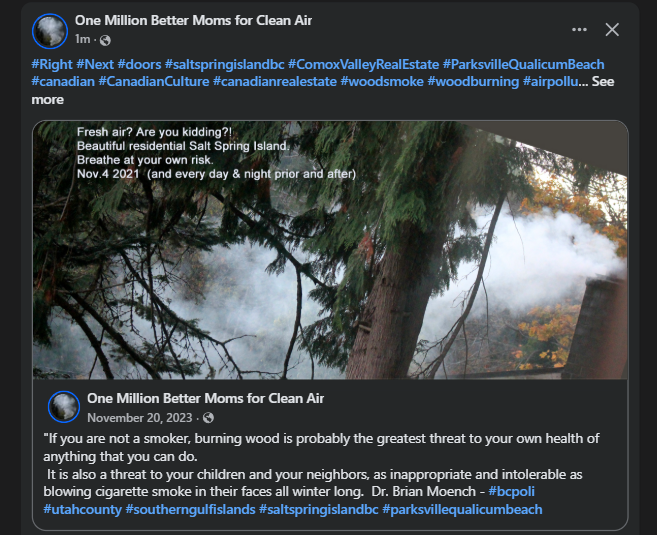 One Million Better Moms for Clean Air
1m ·
#Right #Next #doors #saltspringislandbc #ComoxValleyRealEstate #ParksvilleQualicumBeach
#canadian #CanadianCulture #canadianrealestate #woodsmoke #woodburning #airpollu... See
more
Fresh air? Are you kidding?!
Beautiful residential Salt Spring Island.
Breathe at your own risk.
Nov.4 2021  (and every day & night prior and after)
One Million Better Moms for Clean Air
November 20, 2023 ·
"If you are not a smoker, burning wood is probably the greatest threat to your own health of
anything that you can do.
It is also a threat to your children and your neighbors, as inappropriate and intolerable as
blowing cigarette smoke in their faces all winter long.  Dr. Brian Moench - #bcpoli
#utahcounty #southerngulfislands #saltspringislandbc #parksvillequalicumbeach